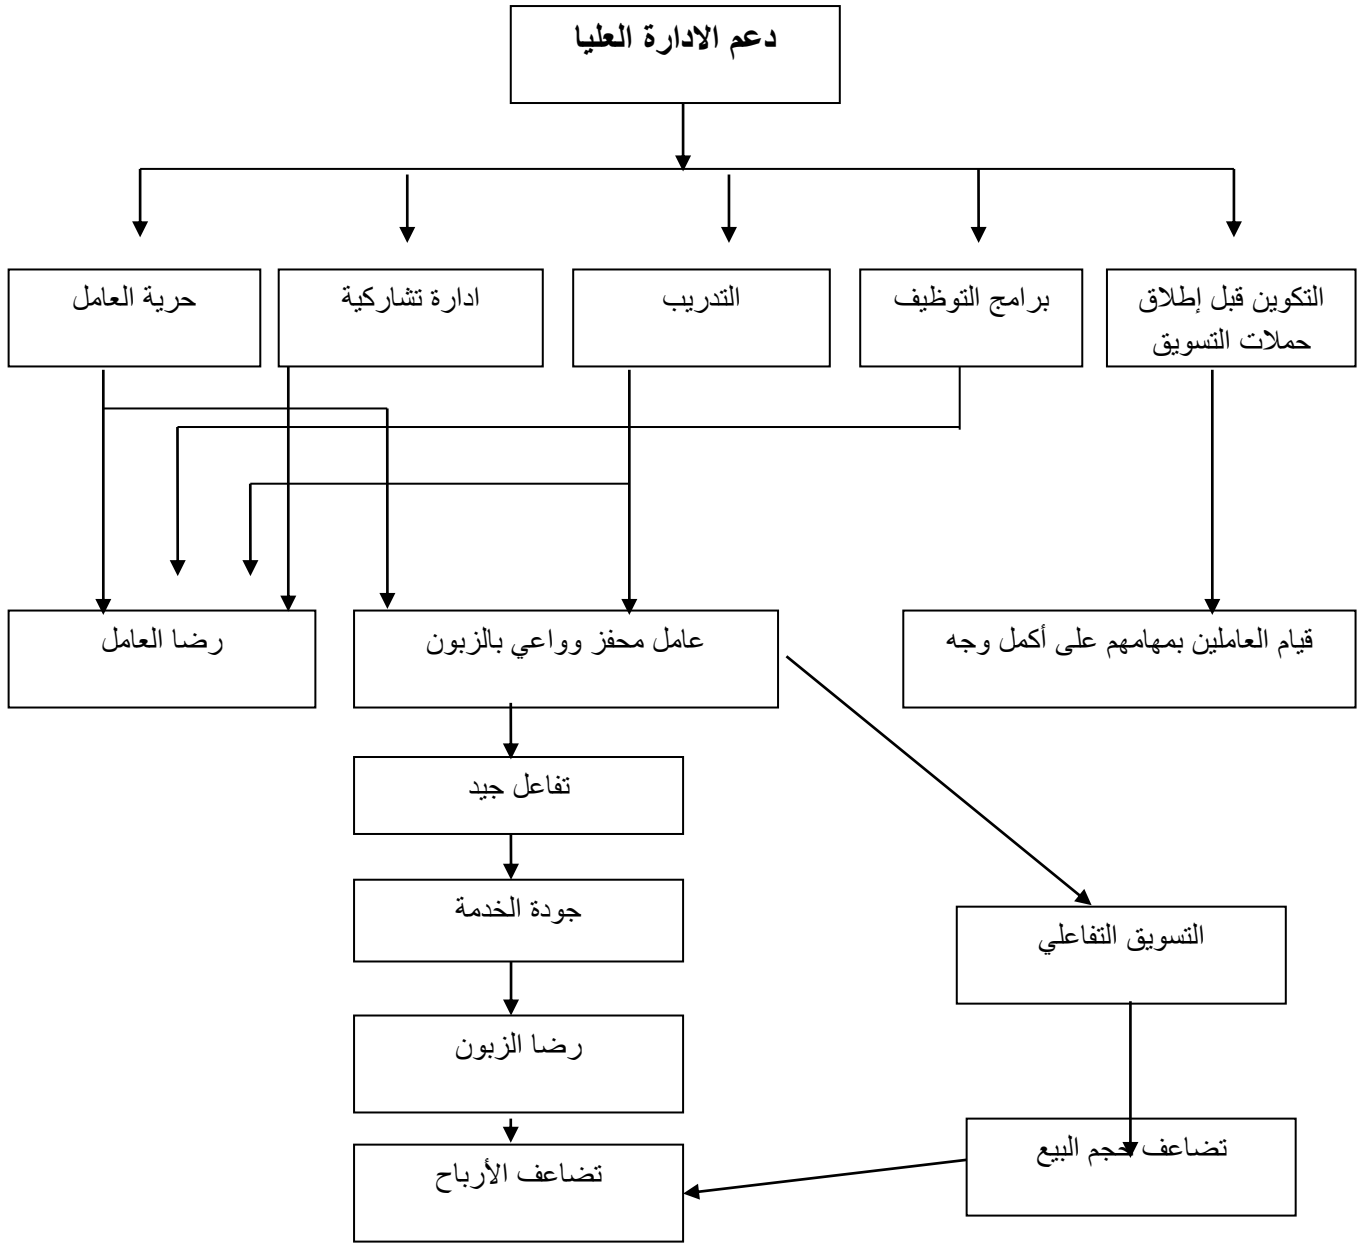 دعم الادارة العليا
التكوين قبل إطلاق
حملات التسويق
برامج التوظيف
التدريب
ادارة تشاركية
حرية العامل
قيام العاملين بمهامهم على أكمل وجه
عامل محفز وواعي بالزبون
رضا العامل
تفاعل جيد
جودة الخدمة
التسويق التفاعلي
رضا الزبون
تضاعف حجم البيع
تضاعف الأرباح